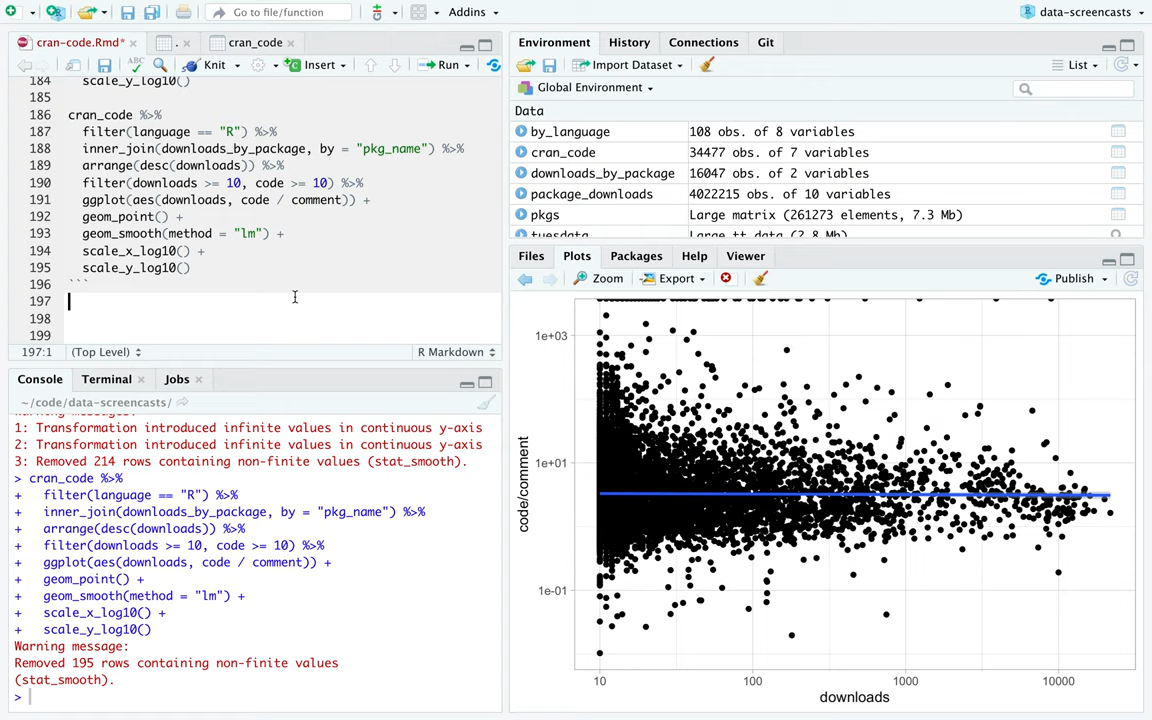 Go to file/function
Addins
data-screencasts
cran-code.Rmd*
.
cran_code
ABC
Knit
Insert
Run
184 scale_y_log10()
185
186 cran_code %>%
187 filter(language == "R") %>%
188 inner_join(downloads_by_package, by = "pkg_name") %>%
189 arrange(desc(downloads)) %>%
190 filter(downloads >= 10, code >= 10) %>%
191 ggplot(aes(downloads, code / comment)) +
192 geom_point() +
193 geom_smooth(method = "lm") +
194 scale_x_log10() +
195 scale_y_log10()
196 ```
197
198
199
197:1 (Top Level) R Markdown
Console Terminal Jobs
~/code/data-screencasts/
Warning messages:
1: Transformation introduced infinite values in continuous y-axis
2: Transformation introduced infinite values in continuous y-axis
3: Removed 214 rows containing non-finite values (stat_smooth).
> cran_code %>%
+ filter(language == "R") %>%
+ inner_join(downloads_by_package, by = "pkg_name") %>%
+ arrange(desc(downloads)) %>%
+ filter(downloads >= 10, code >= 10) %>%
+ ggplot(aes(downloads, code / comment)) +
+ geom_point() +
+ geom_smooth(method = "lm") +
+ scale_x_log10() +
+ scale_y_log10()
Warning message:
Removed 195 rows containing non-finite values
(stat_smooth).
>
Environment History Connections Git
Import Dataset
List
Global Environment
Data
by_language 108 obs. of 8 variables
cran_code 34477 obs. of 7 variables
downloads_by_package 16047 obs. of 2 variables
package_downloads 4022215 obs. of 10 variables
pkgs Large matrix (261273 elements, 7.3 Mb)
tuesdata Large tt_data (2.8 Mb)
Files Plots Packages Help Viewer
Zoom Export Publish
code/comment
1e+03
1e+01
1e-01
10 100 1000 10000
downloads